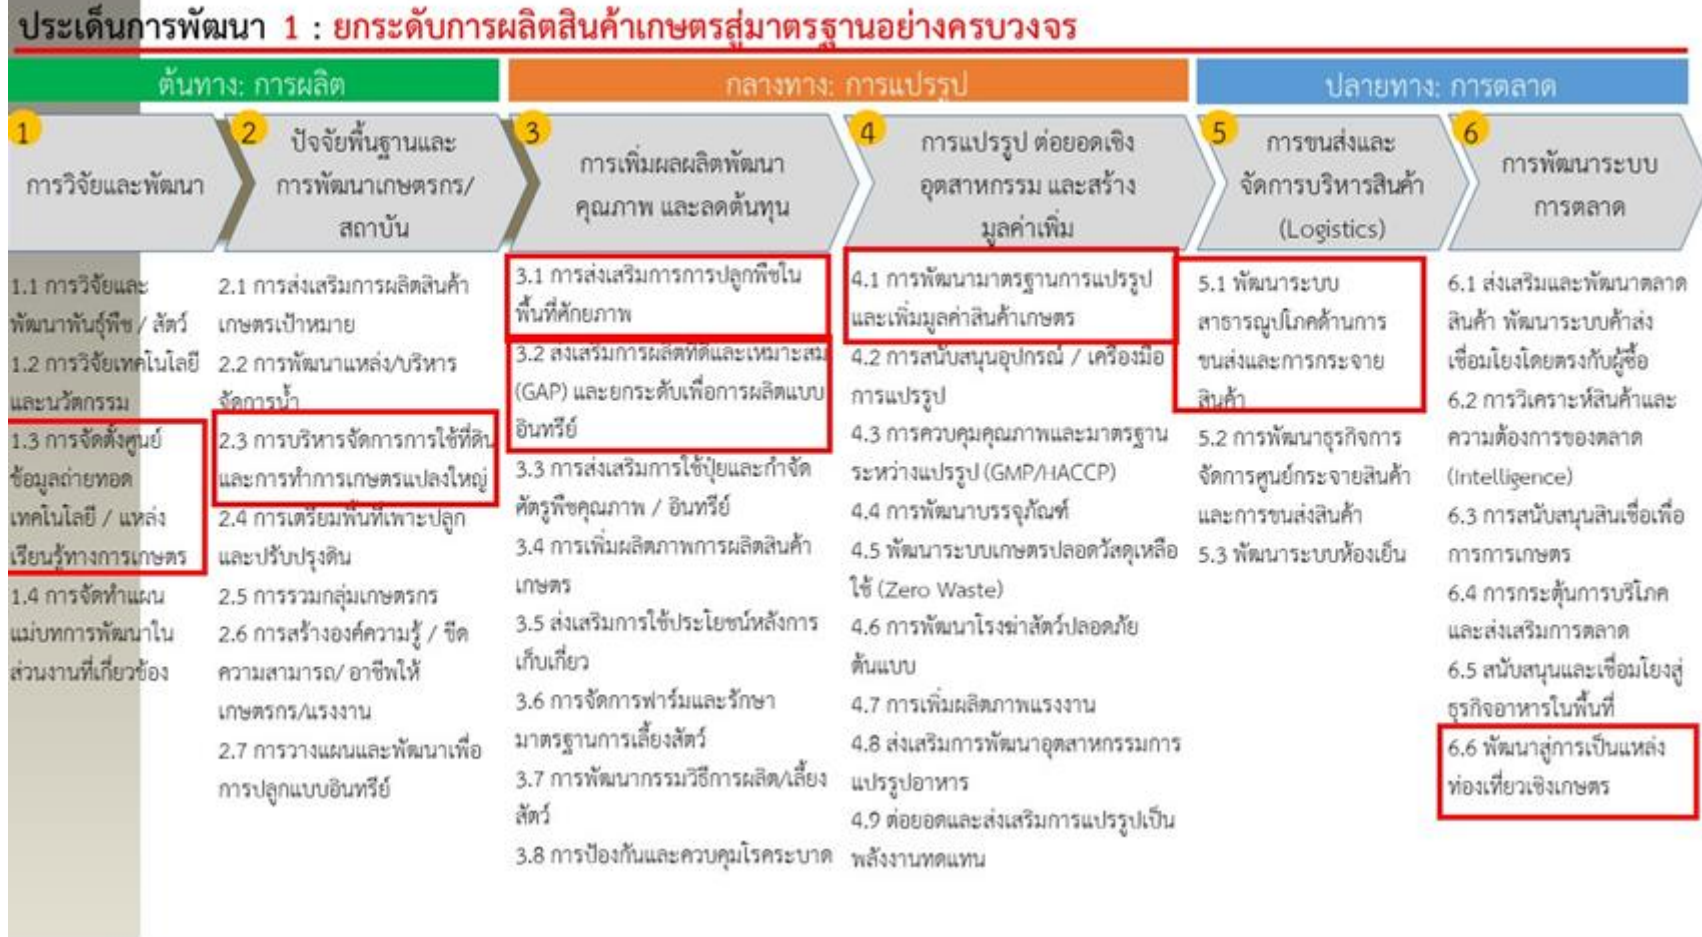 ประเด็นการพัฒนา 1 : ยกระดับการผลิตสินค้าเกษตรสู่มาตรฐานอย่างครบวงจร
ต้นทาง: การผลิต
กลางทาง: การแปรรูป
ปลายทาง: การตลาด
1
การวิจัยและพัฒนา
2
ปัจจัยพื้นฐานและ
การพัฒนาเกษตรกร/
สถาบัน
3
การเพิ่มผลผลิตพัฒนา
คุณภาพ และลดต้นทุน
4
การแปรรูป ต่อยอดเชิง
อุตสาหกรรม และสร้าง
มูลค่าเพิ่ม
5
การขนส่งและ
จัดการบริหารสินค้า
(Logistics)
6
การพัฒนาระบบ
การตลาด
1.1 การวิจัยและ
พัฒนาพันธุ์พืช / สัตว์
1.2 การวิจัยเทคโนโลยี
และนวัตกรรม
1.3 การจัดตั้งศูนย์
ข้อมูลถ่ายทอด
เทคโนโลยี / แหล่ง
เรียนรู้ทางการเกษตร
1.4 การจัดทำแผน
แม่บทการพัฒนาใน
ส่วนงานที่เกี่ยวข้อง
2.1 การส่งเสริมการผลิตสินค้า
เกษตรเป้าหมาย
2.2 การพัฒนาแหล่ง/บริหาร
จัดการน้ำ
2.3 การบริหารจัดการการใช้ที่ดิน
และการทำการเกษตรแปลงใหญ่
2.4 การเตรียมพื้นที่เพาะปลูก
และปรับปรุงดิน
2.5 การรวมกลุ่มเกษตรกร
2.6 การสร้างองค์ความรู้ / ขีด
ความสามารถ/ อาชีพให้
เกษตรกร/แรงงาน
2.7 การวางแผนและพัฒนาเพื่อ
การปลูกแบบอินทรีย์
3.1 การส่งเสริมการการปลูกพืชใน
พื้นที่ศักยภาพ
3.2 ส่งเสริมการผลิตที่ดีและเหมาะสม
(GAP) และยกระดับเพื่อการผลิตแบบ
อินทรีย์
3.3 การส่งเสริมการใช้ปุ๋ยและกำจัด
ศัตรูพืชคุณภาพ / อินทรีย์
3.4 การเพิ่มผลิตภาพการผลิตสินค้า
เกษตร
3.5 ส่งเสริมการใช้ประโยชน์หลังการ
เก็บเกี่ยว
3.6 การจัดการฟาร์มและรักษา
มาตรฐานการเลี้ยงสัตว์
3.7 การพัฒนากรรมวิธีการผลิต/เลี้ยง
สัตว์
3.8 การป้องกันและควบคุมโรคระบาด
4.1 การพัฒนามาตรฐานการแปรรูป
และเพิ่มมูลค่าสินค้าเกษตร
4.2 การสนับสนุนอุปกรณ์ / เครื่องมือ
การแปรรูป
4.3 การควบคุมคุณภาพและมาตรฐาน
ระหว่างแปรรูป (GMP/HACCP)
4.4 การพัฒนาบรรจุภัณฑ์
4.5 พัฒนาระบบเกษตรปลอดวัสดุเหลือ
ใช้ (Zero Waste)
4.6 การพัฒนาโรงฆ่าสัตว์ปลอดภัย
ต้นแบบ
4.7 การเพิ่มผลิตภาพแรงงาน
4.8 ส่งเสริมการพัฒนาอุตสาหกรรมการ
แปรรูปอาหาร
4.9 ต่อยอดและส่งเสริมการแปรรูปเป็น
พลังงานทดแทน
5.1 พัฒนาระบบ
สาธารณูปโภคด้านการ
ขนส่งและการกระจาย
สินค้า
5.2 การพัฒนาธุรกิจการ
จัดการศูนย์กระจายสินค้า
และการขนส่งสินค้า
5.3 พัฒนาระบบห้องเย็น
6.1 ส่งเสริมและพัฒนาตลาด
สินค้า พัฒนาระบบค้าส่ง
เชื่อมโยงโดยตรงกับผู้ซื้อ
6.2 การวิเคราะห์สินค้าและ
ความต้องการของตลาด
(Intelligence)
6.3 การสนับสนุนสินเชื่อเพื่อ
การการเกษตร
6.4 การกระตุ้นการบริโภค
และส่งเสริมการตลาด
6.5 สนับสนุนและเชื่อมโยงสู่
ธุรกิจอาหารในพื้นที่
6.6 พัฒนาสู่การเป็นแหล่ง
ท่องเที่ยวเชิงเกษตร